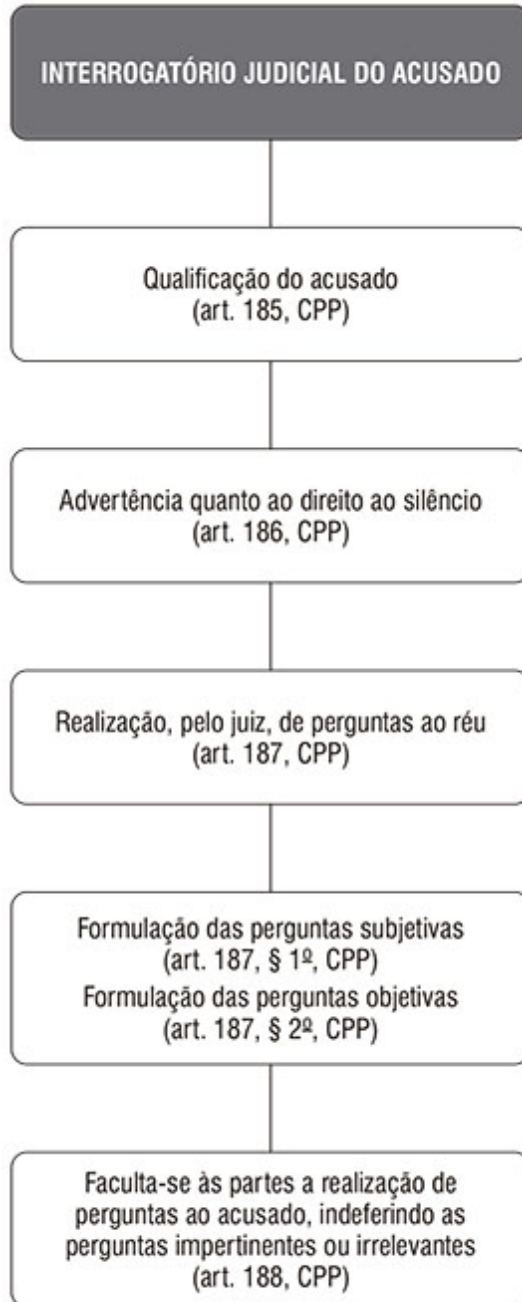 INTERROGATÓRIO JUDICIAL DO ACUSADO
Qualificação do acusado
(art. 185, CPP)
Advertência quanto ao direito ao silêncio
(art. 186, CPP)
Realização, pelo juiz, de perguntas ao réu
(art. 187, CPP)
Formulação das perguntas subjetivas
(art. 187, § 1º, CPP)
Formulação das perguntas objetivas
(art. 187, § 2º, CPP)
Faculta-se às partes a realização de
perguntas ao acusado, indeferindo as
perguntas impertinentes ou irrelevantes
(art. 188, CPP)